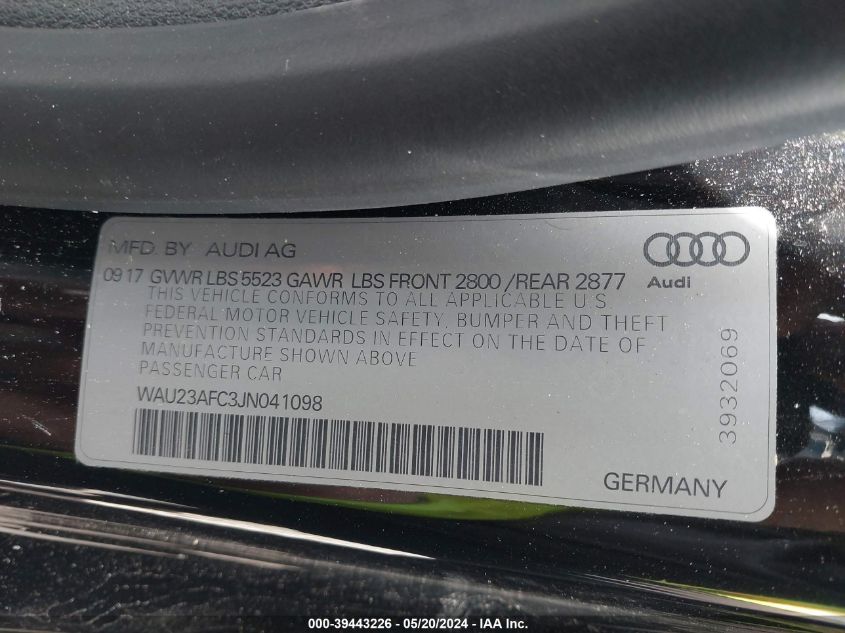 MFD. BY AUDI AG
09 17 GVWR LBS 5523 GAWR LBS FRONT 2800 /REAR 2877
Audi
THIS VEHICLE CONFORMS TO ALL APPLICABLE U.S.
FEDERAL MOTOR VEHICLE SAFETY, BUMPER AND THEFT
PREVENTION STANDARDS IN EFFECT ON THE DATE OF
MANUFACTURE SHOWN ABOVE
PASSENGER CAR
WAU23AFC3JN041098
3932069
GERMANY
000-39443226 - 05/20/2024 - IAA Inc.